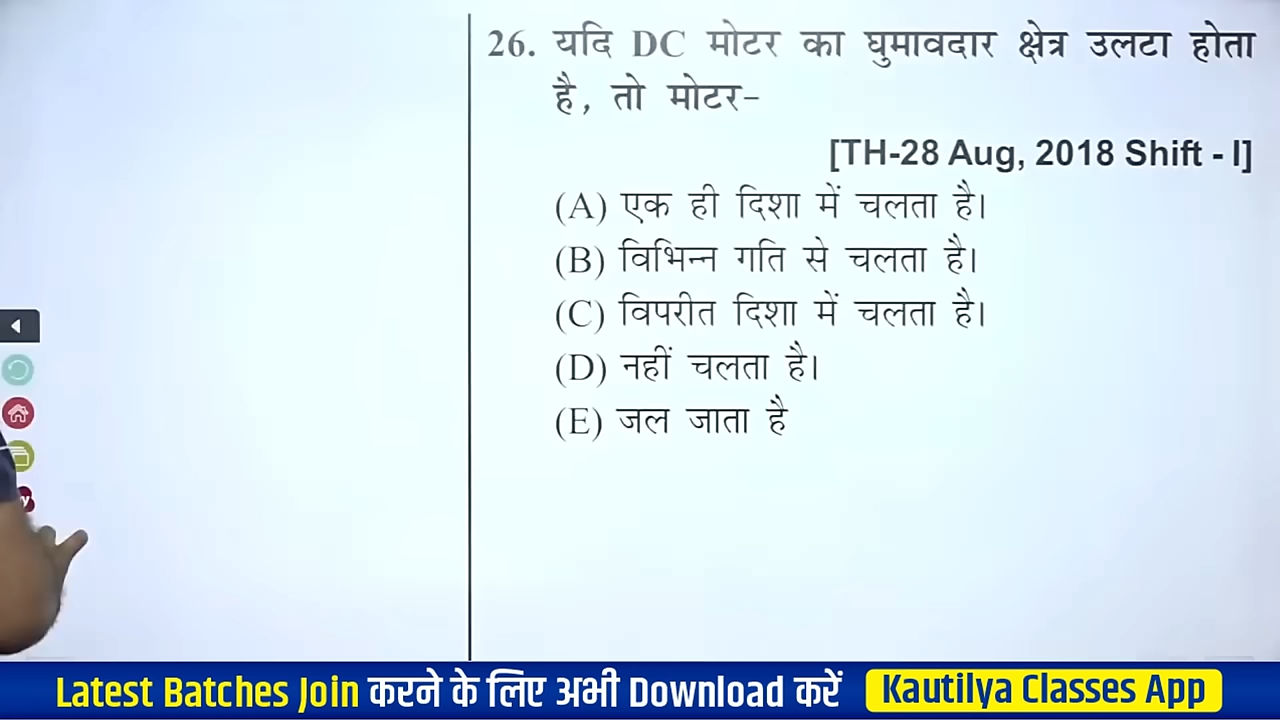 26. यदि DC मोटर का घुमावदार क्षेत्र उलटा होता
है, तो मोटर-
[TH-28 Aug, 2018 Shift - I]
(A) एक ही दिशा में चलता है।
(B) विभिन्न गति से चलता है।
(C) विपरीत दिशा में चलता है।
(D) नहीं चलता है।
(E) जल जाता है
Latest Batches Join करने के लिए अभी Download करें Kautilya Classes App